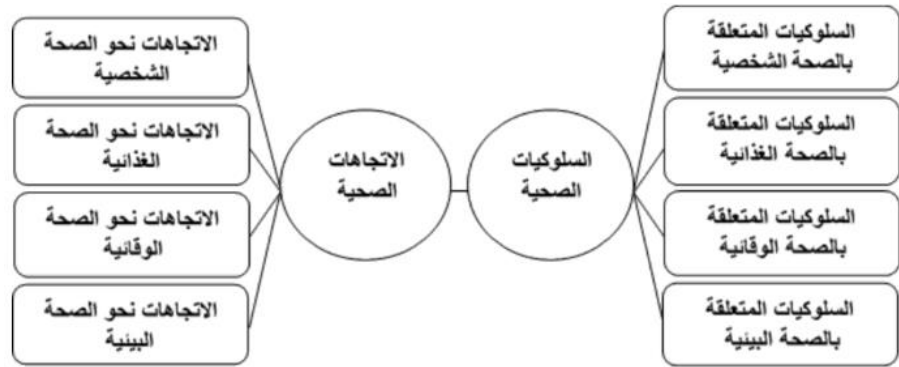 السلوكيات المتعلقة
بالصحة الشخصية
السلوكيات المتعلقة
بالصحة الغذائية
السلوكيات المتعلقة
بالصحة الوقائية
السلوكيات المتعلقة
بالصحة البيئية
السلوكيات
الصحية
الاتجاهات
الصحية
الاتجاهات نحو الصحة
الشخصية
الاتجاهات نحو الصحة
الغذائية
الاتجاهات نحو الصحة
الوقائية
الاتجاهات نحو الصحة
البيئية